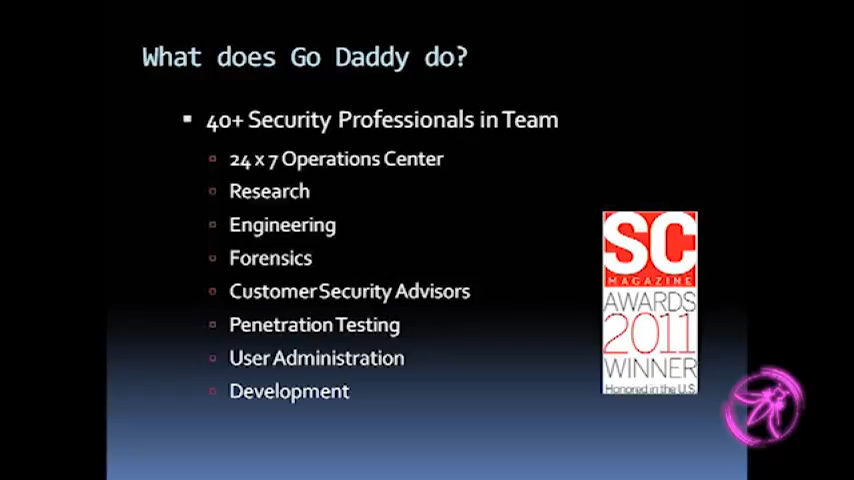 What does Go Daddy do?
40+ Security Professionals in Team
24 x 7 Operations Center
Research
Engineering
Forensics
Customer Security Advisors
Penetration Testing
User Administration
Development
SC
MAGAZINE
AWARDS
2011
WINNER
Honored in the U.S.